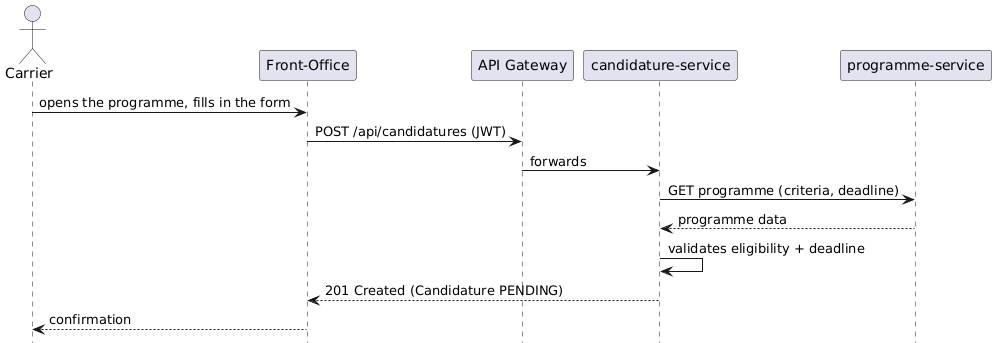 Carrier
Front-Office
API Gateway
candidature-service
programme-service
opens the programme, fills in the form
POST /api/candidatures (JWT)
forwards
GET programme (criteria, deadline)
programme data
validates eligibility + deadline
201 Created (Candidature PENDING)
confirmation